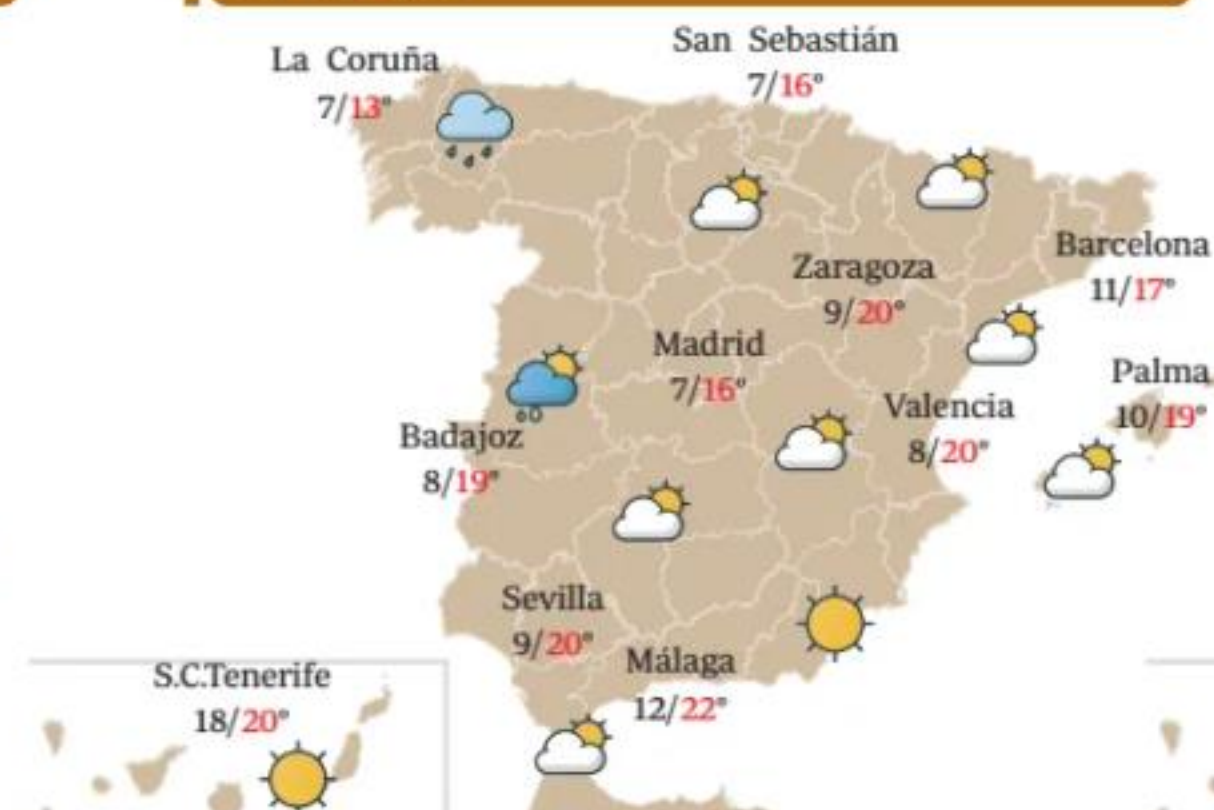 La Coruña
7/13°
San Sebastián
7/16°
Barcelona
11/17°
Zaragoza
9/20°
Madrid
7/16°
Palma
10/19°
Valencia
8/20°
Badajoz
8/19°
Sevilla
9/20°
Málaga
12/22°
S.C.Tenerife
18/20°